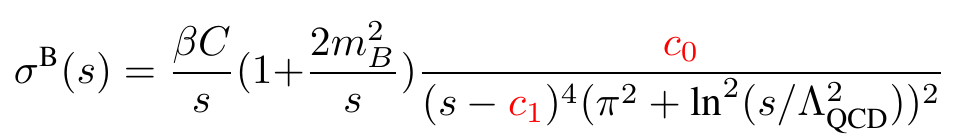 σ^B(s) = \frac{βC}{s}(1+\frac{2m_B^2}{s})\frac{c_0}{(s − c_1)^4(π^2 + ln^2(s/Λ_{QCD}^2))^2}